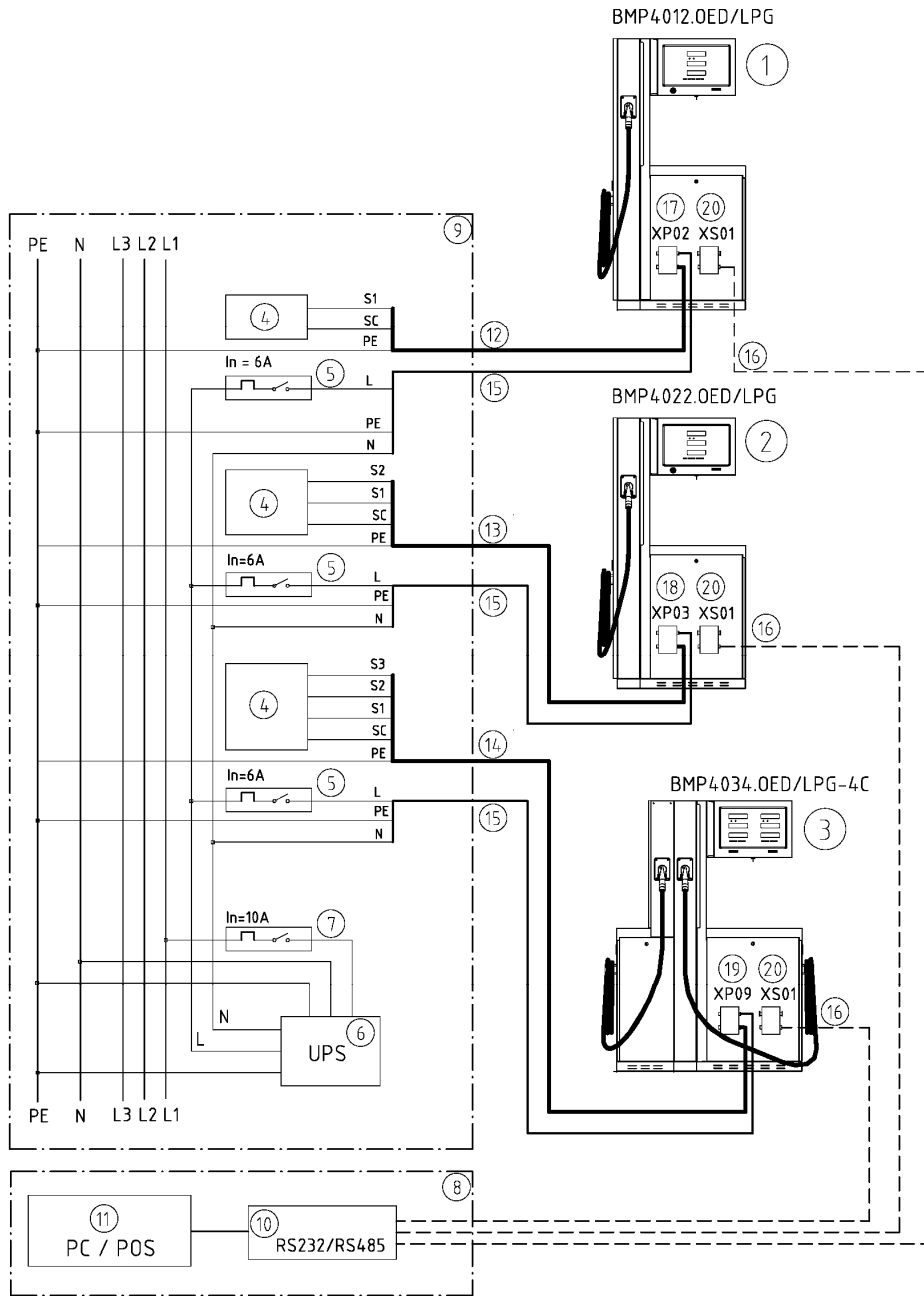 BMP4012.OED/LPG
1
17
20
XP02 XS01
16
9
PE N L3 L2 L1
S1
4
SC
PE
12
In = 6A
5
L
15
PE
N
BMP4022.OED/LPG
2
S2
4
S1
SC
13
PE
In=6A
5
L
15
PE
N
18
20
XP03 XS01
16
S3
S2
4
S1
SC
14
PE
In=6A
5
L
15
PE
N
BMP4034.OED/LPG-4C
3
In=10A
7
19
20
XP09 XS01
16
N
6
L
UPS
PE N L3 L2 L1
8
11
PC / POS
10
RS232/RS485